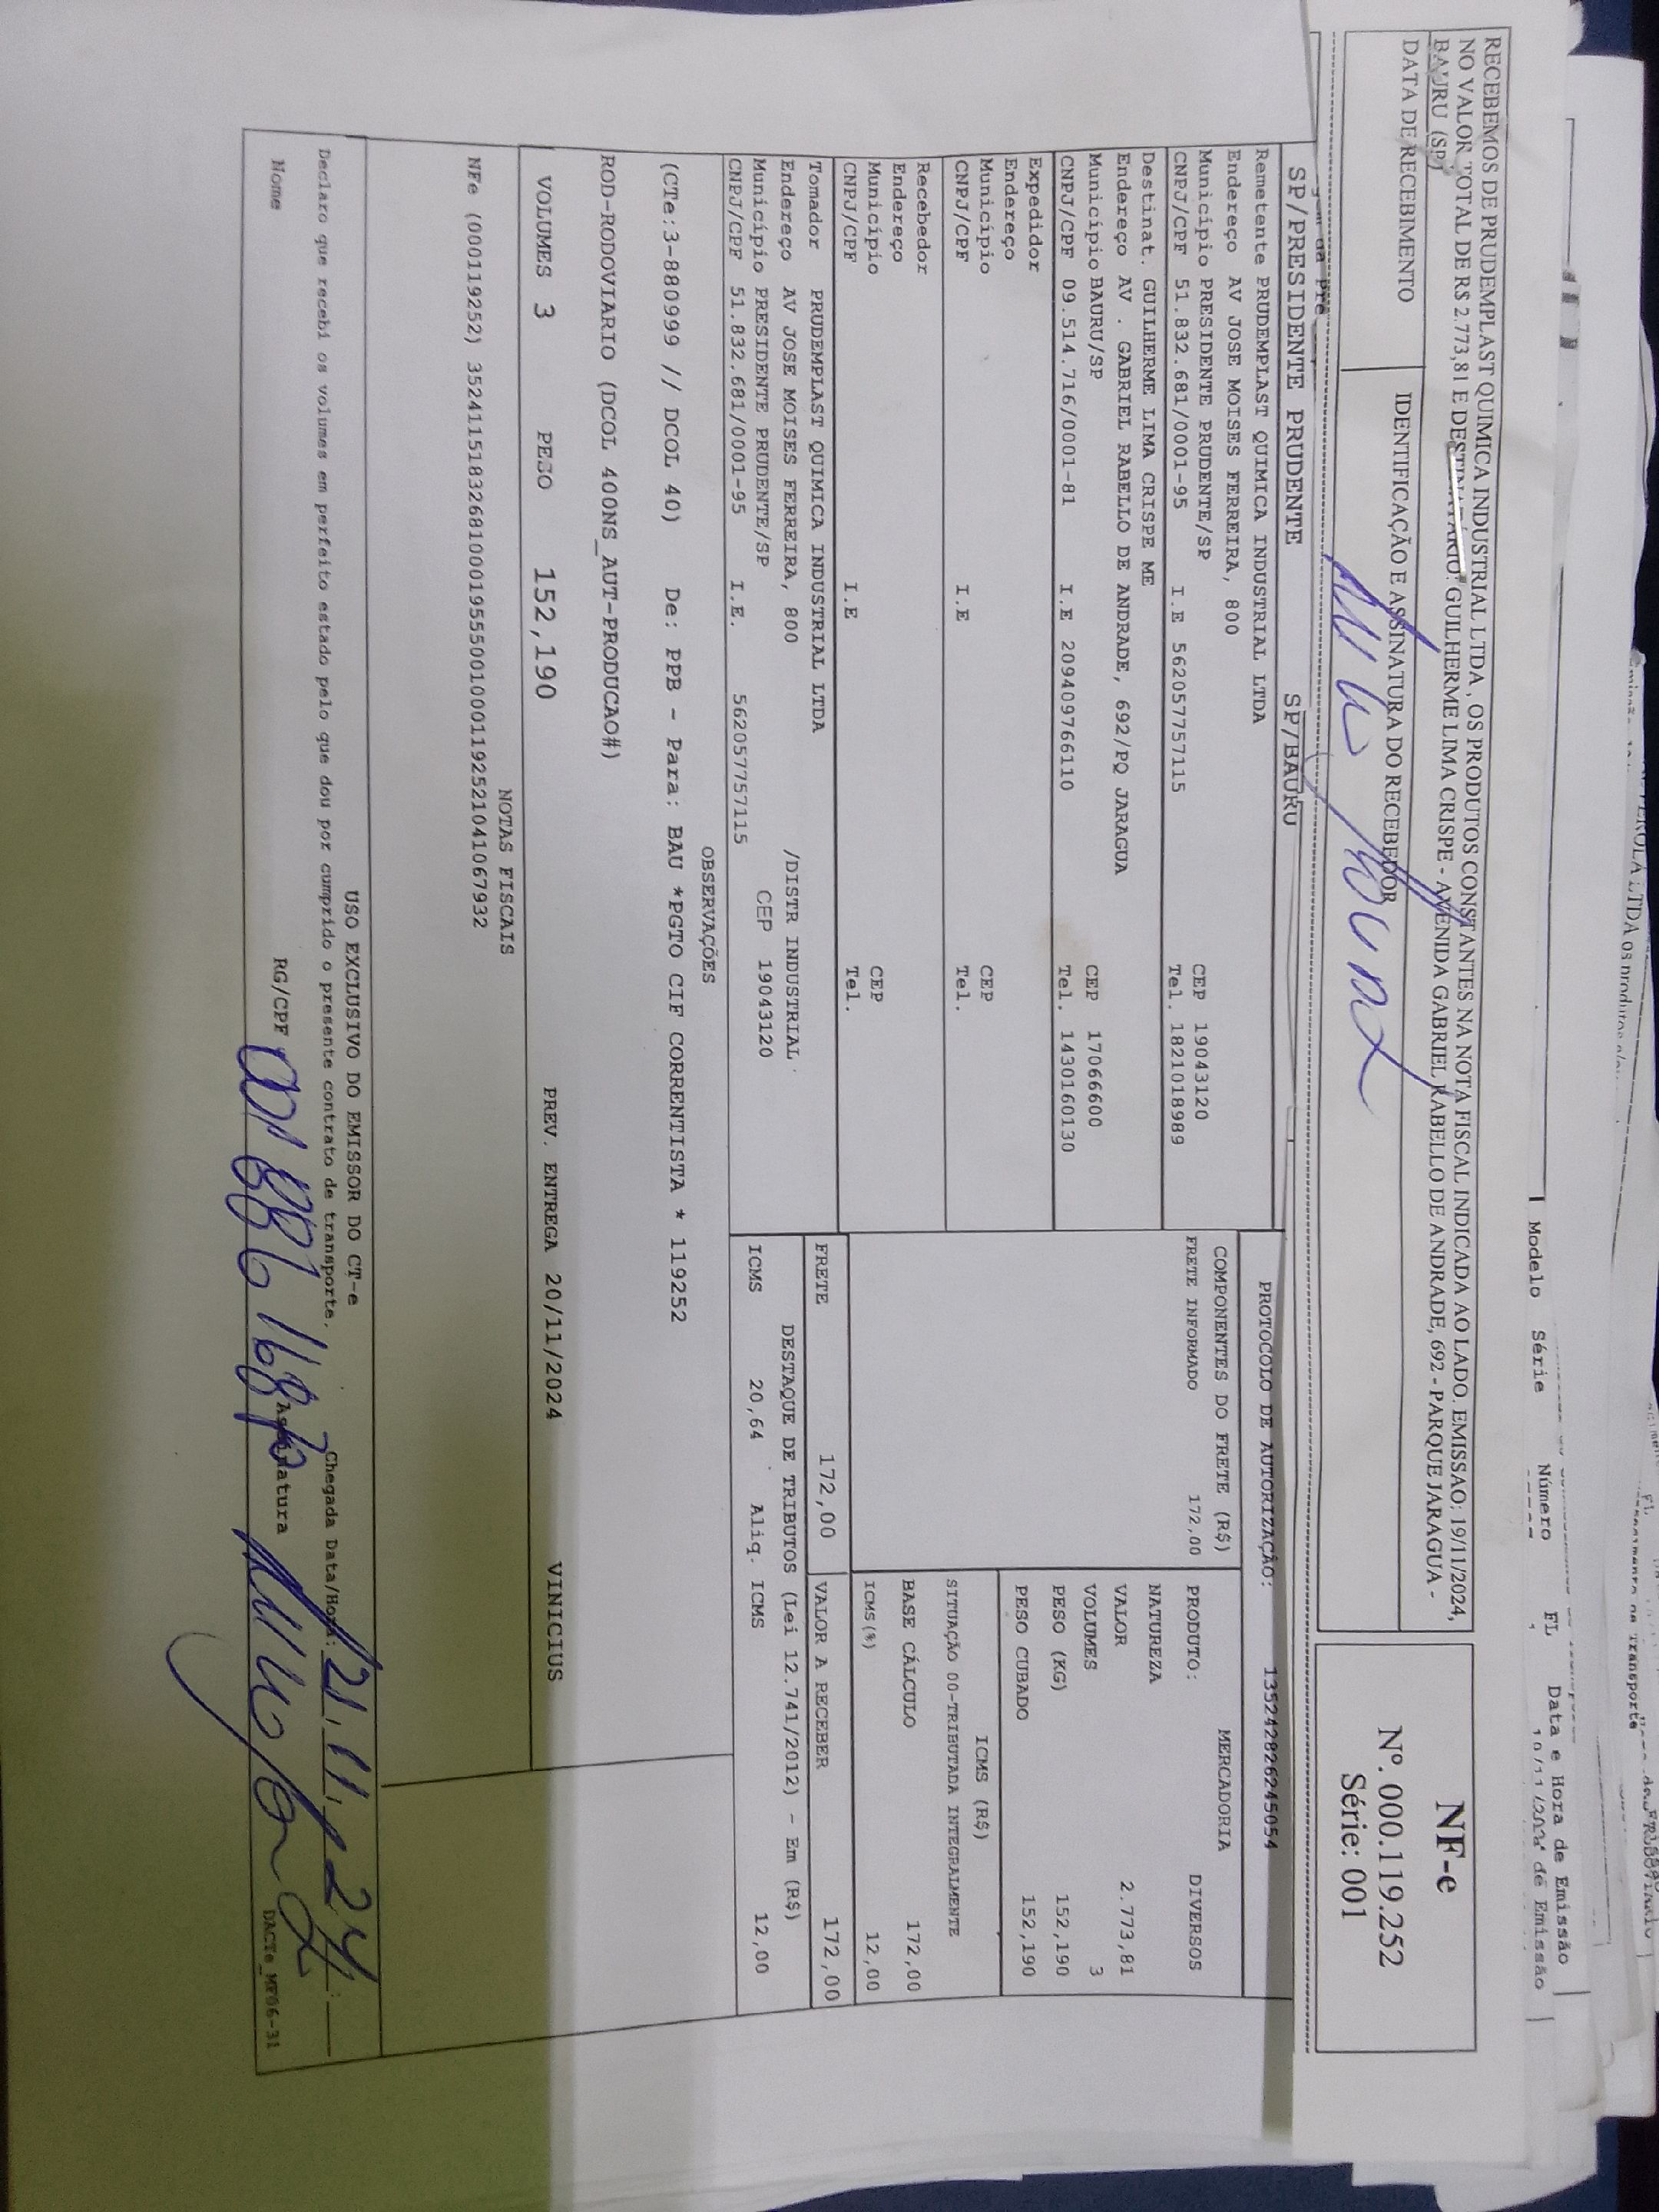 Modelo Série Número FL Data e Hora de Emissão
RECEBEMOS DE PRUDEMPLAST QUIMICA INDUSTRIAL LTDA , OS PRODUTOS CONSTANTES NA NOTA FISCAL INDICADA AO LADO. EMISSÃO: 19/11/2024,
NO VALOR TOTAL DE R$ 2.773,81 E DESTINATÁRIO: GUILHERME LIMA CRISPE - AVENIDA GABRIEL RABELLO DE ANDRADE, 692 - PARQUE JARAGUA -
BAURU (SP)
DATA DE RECEBIMENTO
IDENTIFICAÇÃO E ASSINATURA DO RECEBEDOR
NF-e
Nº. 000.119.252
Série: 001
SP/PRESIDENTE PRUDENTE SP/BAURU
PROTOCOLO DE AUTORIZAÇÃO: 135242826245054
Remetente PRUDEMPLAST QUIMICA INDUSTRIAL LTDA
Endereço AV JOSE MOISES FERREIRA, 800
Município PRESIDENTE PRUDENTE/SP CEP 19043120
CNPJ/CPF 51.832.681/0001-95 I.E 562057757115 Tel. 1821018989
Destinat. GUILHERME LIMA CRISPE ME
Endereço AV . GABRIEL RABELLO DE ANDRADE, 692/PQ JARAGUA
Município BAURU/SP CEP 17066600
CNPJ/CPF 09.514.716/0001-81 I.E 209409766110 Tel. 1430160130
Expedidor
Endereço
Município CEP
CNPJ/CPF I.E Tel.
Recebedor
Endereço
Município CEP
CNPJ/CPF I.E Tel.
Tomador PRUDEMPLAST QUIMICA INDUSTRIAL LTDA
Endereço AV JOSE MOISES FERREIRA, 800 /DISTR INDUSTRIAL
Município PRESIDENTE PRUDENTE/SP CEP 19043120
CNPJ/CPF 51.832.681/0001-95 I.E. 562057757115
COMPONENTES DO FRETE (R$)
FRETE INFORMADO 172,00
MERCADORIA
PRODUTO: DIVERSOS
NATUREZA
VALOR 2.773,81
VOLUMES 3
PESO (KG) 152,190
PESO CUBADO 152,190
ICMS (R$)
SITUAÇÃO 00-TRIBUTADA INTEGRALMENTE
BASE CÁLCULO 172,00
ICMS(%) 12,00
FRETE 172,00 VALOR A RECEBER 172,00
DESTAQUE DE TRIBUTOS (Lei 12.741/2012) - Em (R$)
ICMS 20,64 Aliq. ICMS 12,00
OBSERVAÇÕES
(CTe:3-880999 // DCOL 40) De: PPB - Para: BAU *PGTO CIF CORRENTISTA * 119252
ROD-RODOVIARIO (DCOL 400NS_AUT-PRODUCAO#)
VOLUMES 3 PESO 152,190 PREV. ENTREGA 20/11/2024 VINICIUS
NOTAS FISCAIS
NFe (000119252) 35241151832681000195550010001192521041067932
USO EXCLUSIVO DO EMISSOR DO CT-e
Declaro que recebi os volumes em perfeito estado pelo que dou por cumprido o presente contrato de transporte. Chegada Data/Hora: 21/11/24
Nome RG/CPF Assinatura DACTe_MF06-31